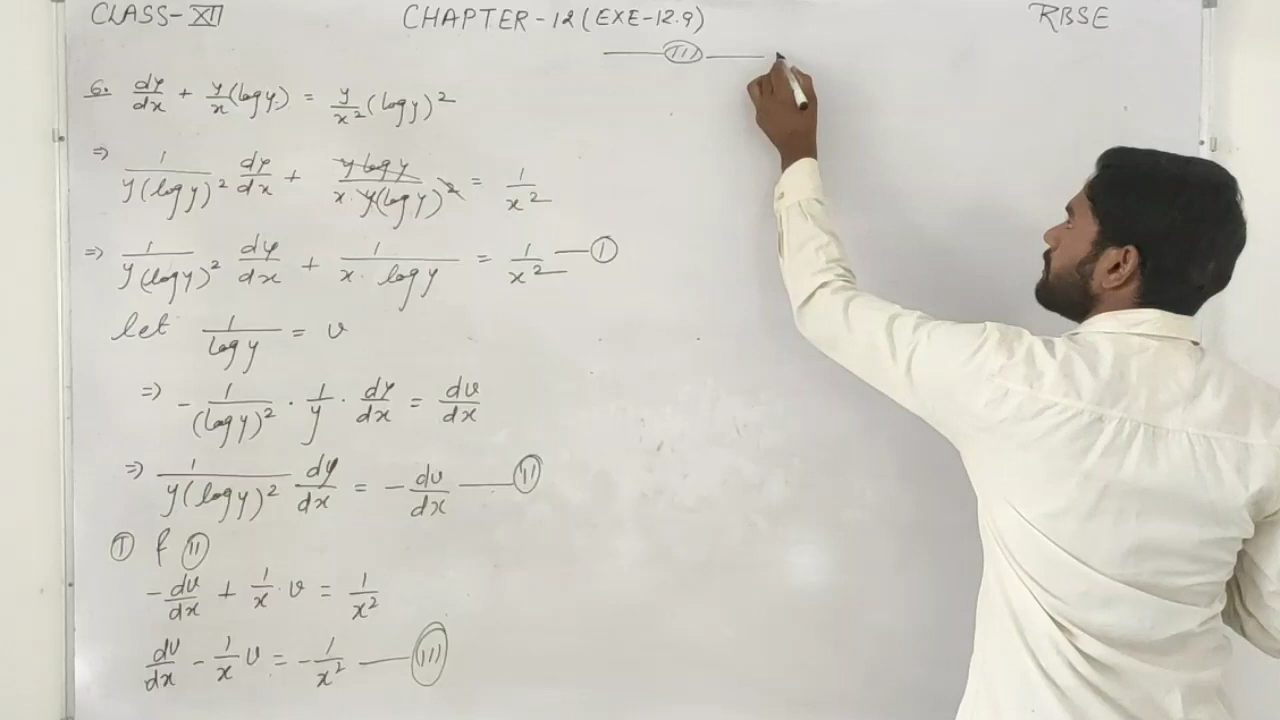 CLASS-XII CHAPTER-12(EXE-12.9) RBSE
—(III)—
6. dy/dx + y/x (log y) = y/x² (log y)²
⇒ 1/(y(log y)²) dy/dx + (y log y)/(x · y(log y)²) = 1/x²
⇒ 1/(y(log y)²) dy/dx + 1/(x · log y) = 1/x² —(I)
let 1/(log y) = v
⇒ -1/(log y)² · 1/y · dy/dx = dv/dx
⇒ 1/(y(log y)²) dy/dx = -dv/dx —(II)
(I) f (II)
-dv/dx + 1/x · v = 1/x²
dv/dx - 1/x v = -1/x² —(III)